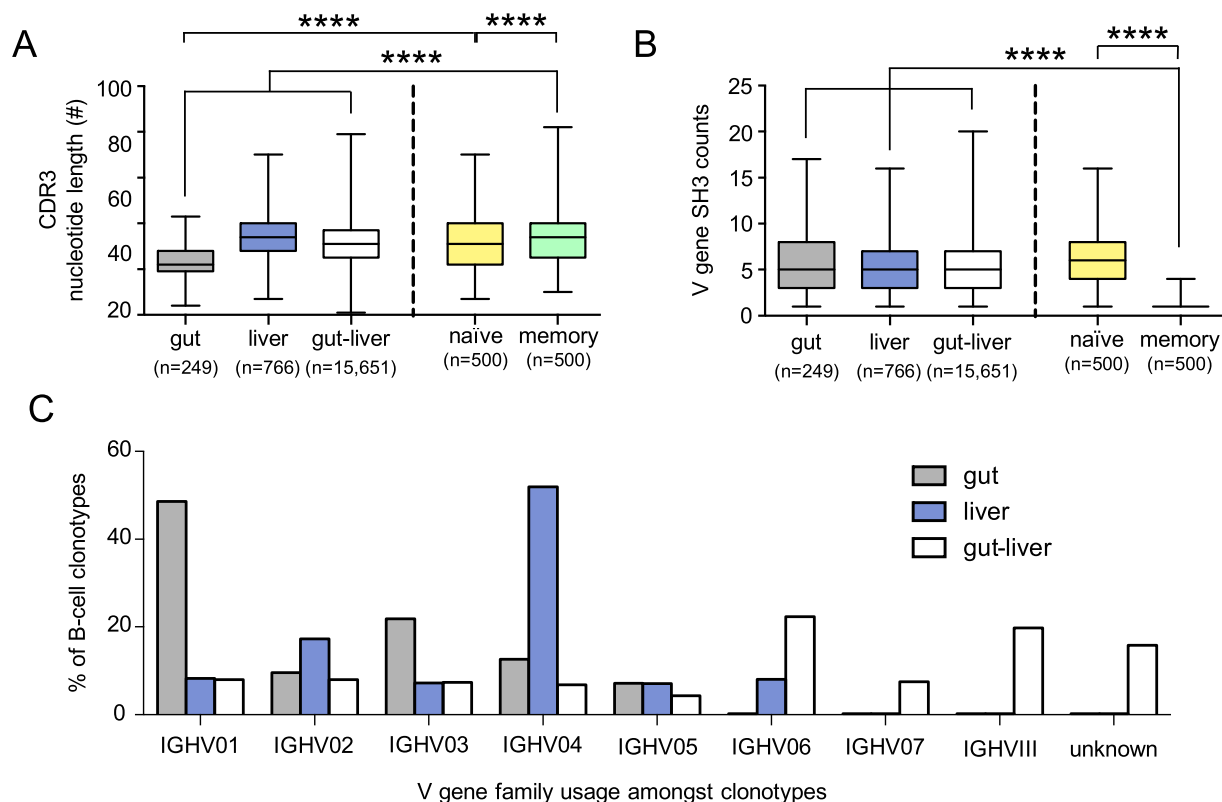 A
****
****
****
CDR3
nucleotide length (#)
100
80
60
40
20
gut
liver
gut-liver
naïve
memory
(n=249)
(n=766)
(n=15,651)
(n=500)
(n=500)
B
****
****
V gene SH3 counts
25
20
15
10
5
0
gut
liver
gut-liver
naïve
memory
(n=249)
(n=766)
(n=15,651)
(n=500)
(n=500)
C
% of B-cell clonotypes
60
40
20
0
gut
liver
gut-liver
IGHV01
IGHV02
IGHV03
IGHV04
IGHV05
IGHV06
IGHV07
IGHVIII
unknown
V gene family usage amongst clonotypes